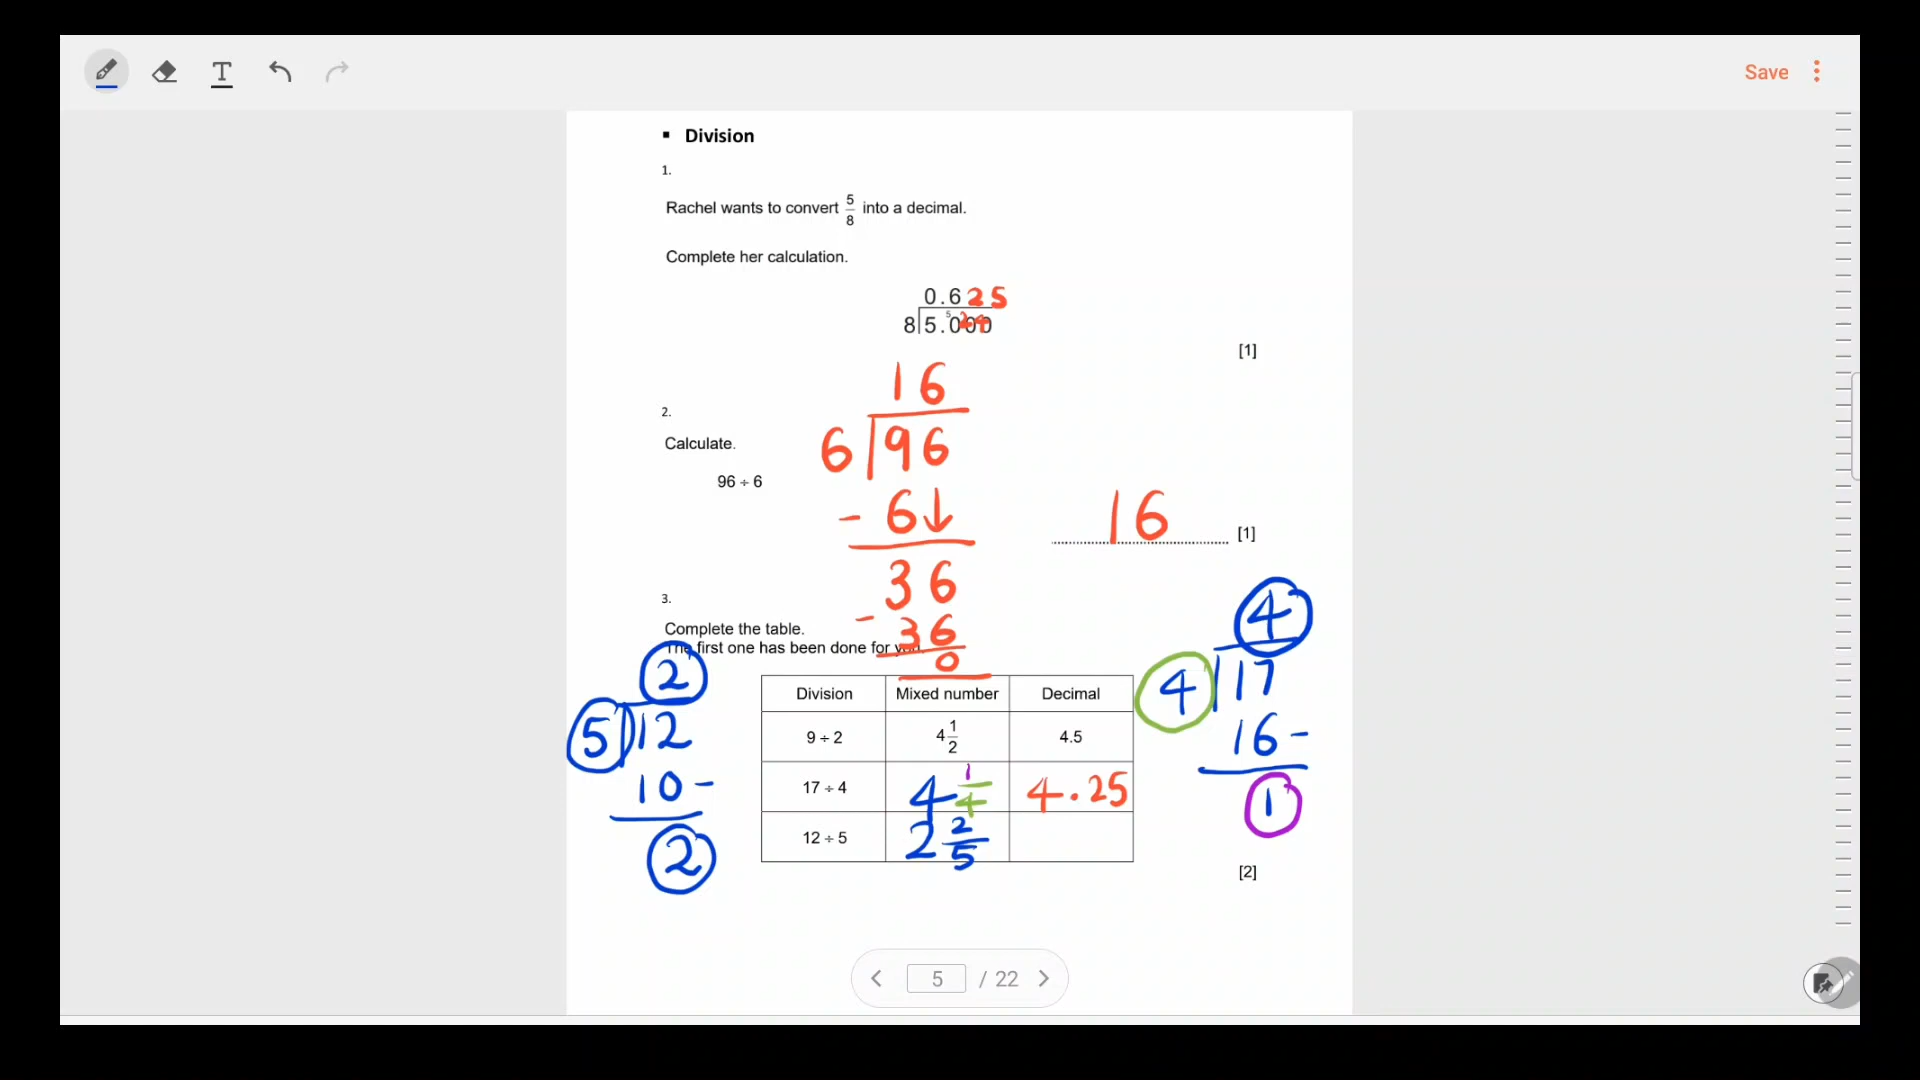 Save
▪ Division
1.
Rachel wants to convert 5/8 into a decimal.
Complete her calculation.
0.625
8 5.000
[1]
16
2.
Calculate.
6 96
96 ÷ 6
- 6↓
16 [1]
36
3.
- 36
0
Complete the table.
The first one has been done for you.
4
4 17
16 -
1
2
5 12
10 -
2
Division Mixed number Decimal
9 ÷ 2 4 1/2 4.5
17 ÷ 4 4 1/4 4.25
12 ÷ 5 2 2/5
[2]
5 / 22